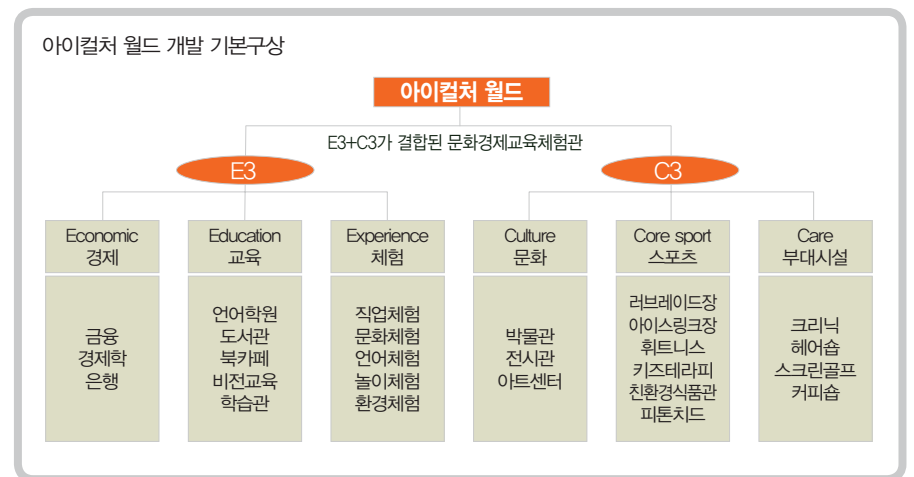 아이컬처 월드 개발 기본구상
아이컬처 월드
E3+C3가 결합된 문화경제교육체험관
E3
C3
Economic
경제
Education
교육
Experience
체험
Culture
문화
Core sport
스포츠
Care
부대시설
금융
경제학
은행
언어학원
도서관
북카페
비전교육
학습관
직업체험
문화체험
언어체험
놀이체험
환경체험
박물관
전시관
아트센터
러브레이드장
아이스링크장
휘트니스
키즈테라피
친환경식품관
피톤치드
크리닉
헤어숍
스크린골프
커피숍